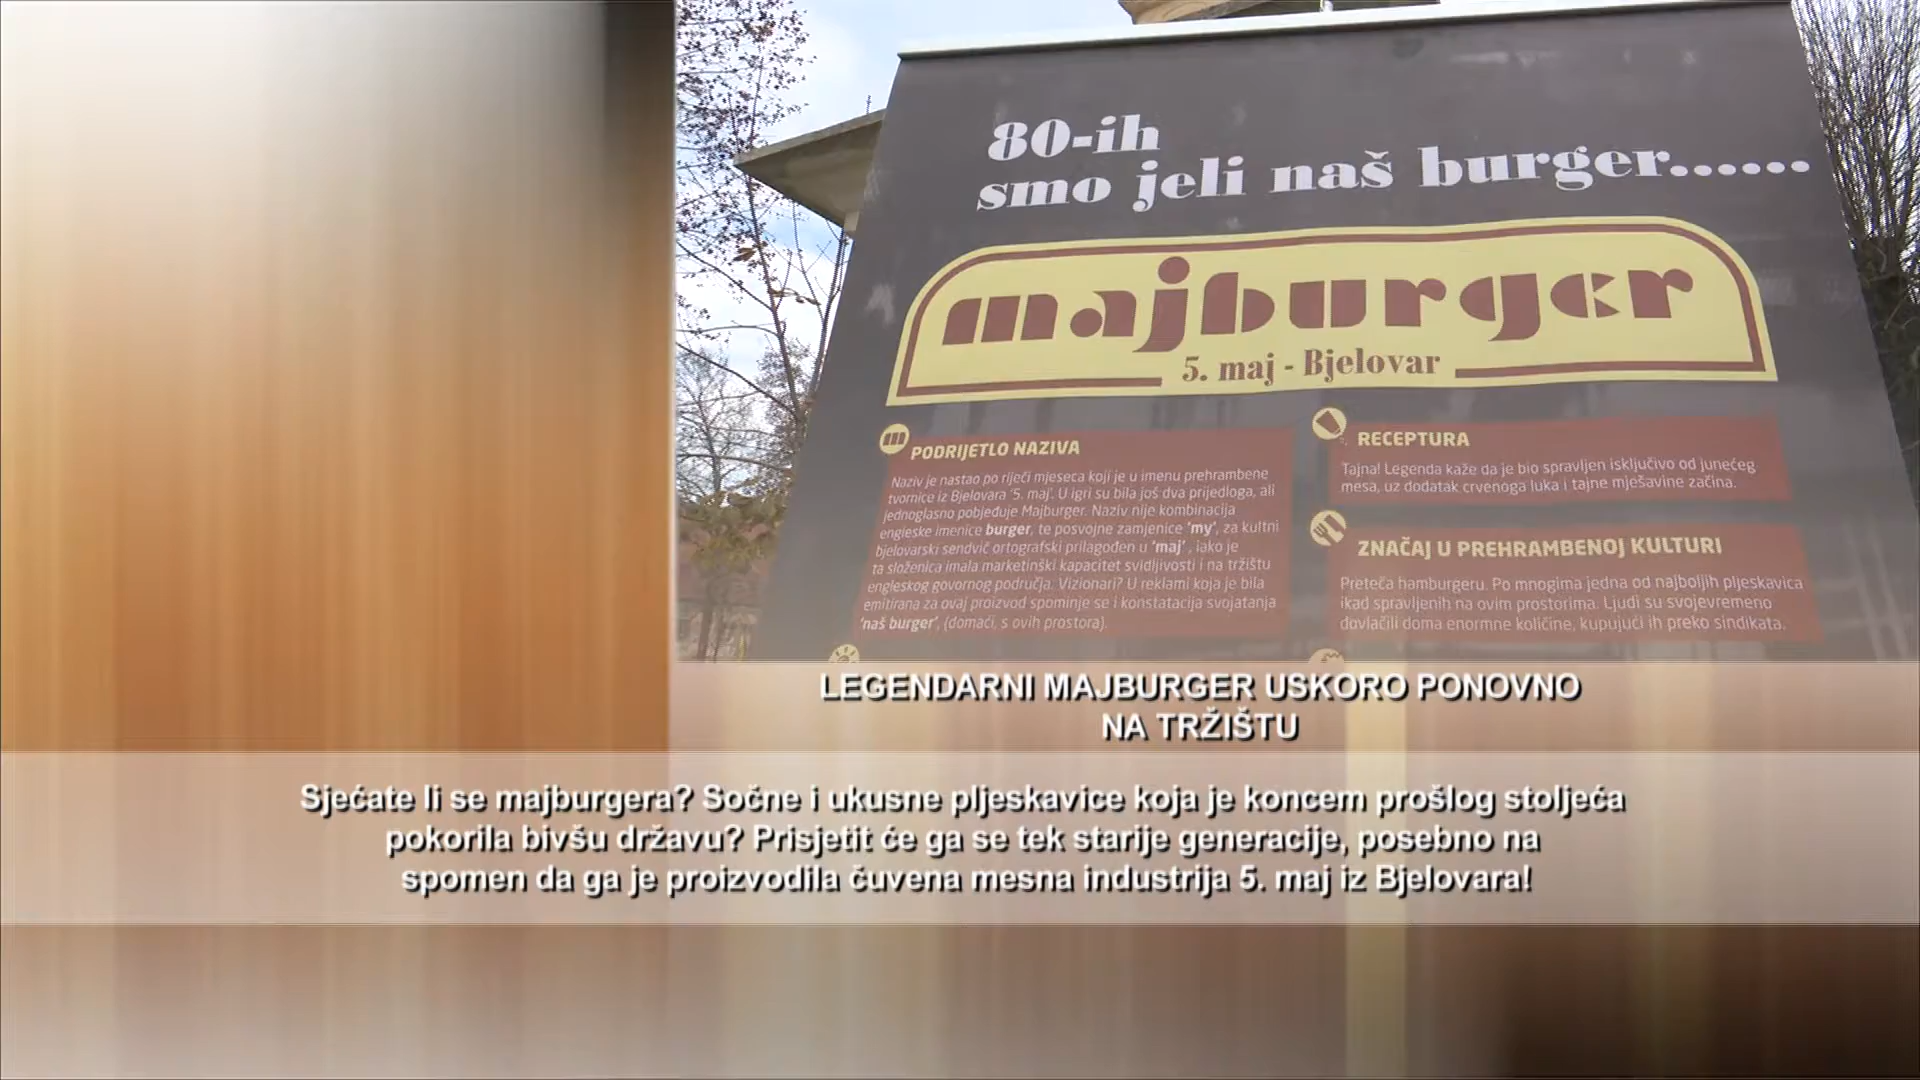 80-ih
smo jeli naš burger......
majburger
5. maj - Bjelovar
PODRIJETLO NAZIVA
Naziv je nastao po riječi mjeseca koji je u imenu prehrambene
tvornice iz Bjelovara '5. maj'. U igri su bila još dva prijedloga, ali
jednoglasno pobjeđuje Majburger. Naziv nije kombinacija
engleske imenice burger, te posvojne zamjenice 'my', za kultni
bjelovarski sendvič ortografski prilagođen u 'maj' , iako je
ta složenica imala marketinški kapacitet svidljivosti i na tržištu
engleskog govornog područja. Vizionari? U reklami koja je bila
emitirana za ovaj proizvod spominje se i konstatacija svojatanja
'naš burger', (domaći, s ovih prostora).
RECEPTURA
Tajna! Legenda kaže da je bio spravljen isključivo od junećeg
mesa, uz dodatak crvenoga luka i tajne mješavine začina.
ZNAČAJ U PREHRAMBENOJ KULTURI
Preteča hamburgeru. Po mnogima jedna od najboljih pljeskavica
ikad spravljenih na ovim prostorima. Ljudi su svojevremeno
dovlačili doma enormne količine, kupujući ih preko sindikata.
LEGENDARNI MAJBURGER USKORO PONOVNO
NA TRŽIŠTU
Sjećate li se majburgera? Sočne i ukusne pljeskavice koja je koncem prošlog stoljeća
pokorila bivšu državu? Prisjetit će ga se tek starije generacije, posebno na
spomen da ga je proizvodila čuvena mesna industrija 5. maj iz Bjelovara!